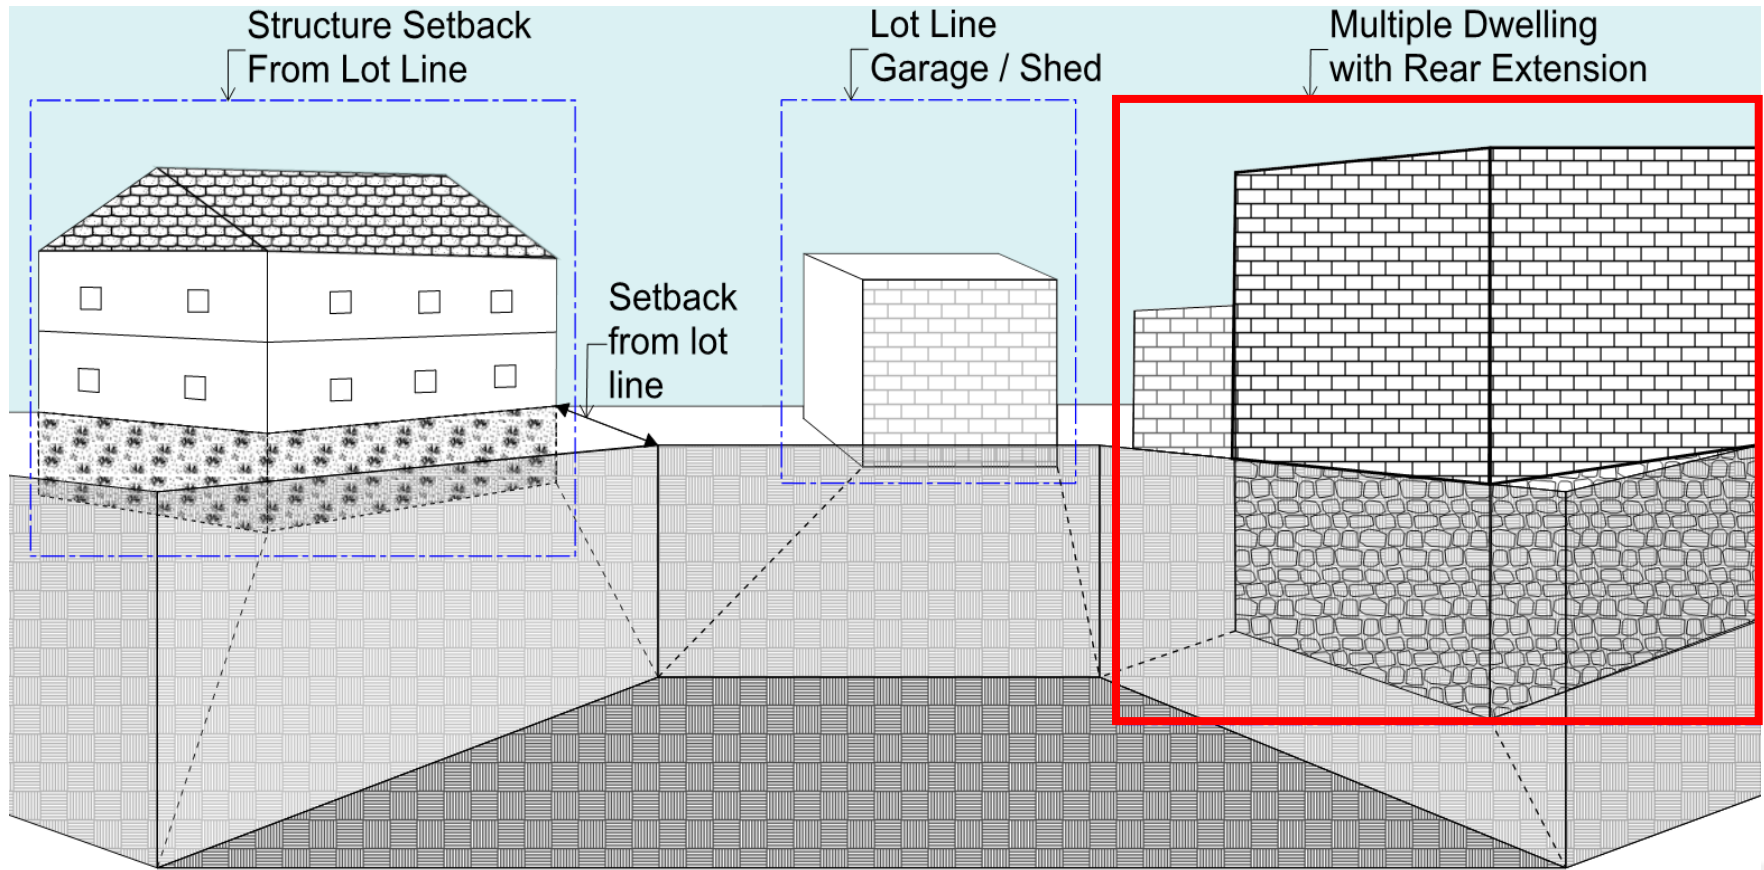 Structure Setback
From Lot Line
Lot Line
Garage / Shed
Multiple Dwelling
with Rear Extension
Setback
from lot
line